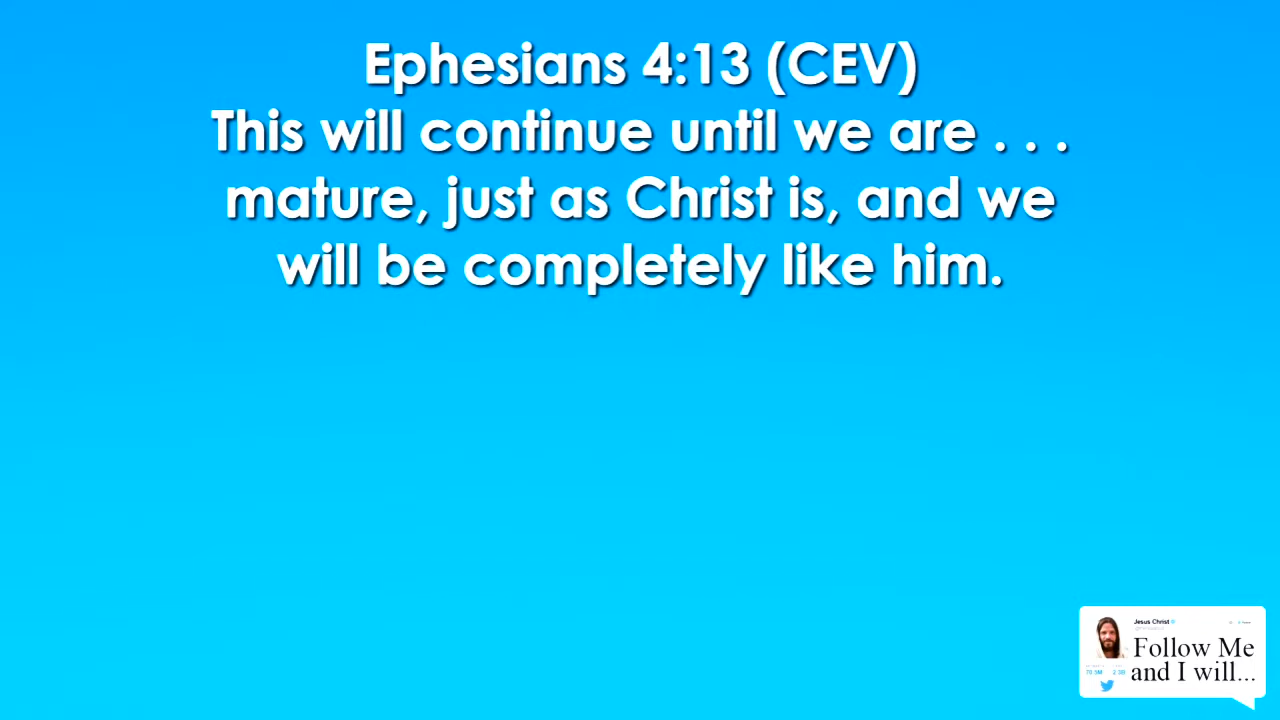 Ephesians 4:13 (CEV)
This will continue until we are . . .
mature, just as Christ is, and we
will be completely like him.
Jesus Christ
Follow Me
and I will...